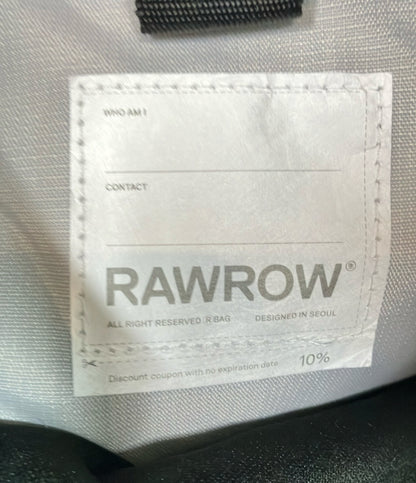 WHO AM I
CONTACT
RAWROW®
ALL RIGHT RESERVED R BAG DESIGNED IN SEOUL
Discount coupon with no expiration date 10%